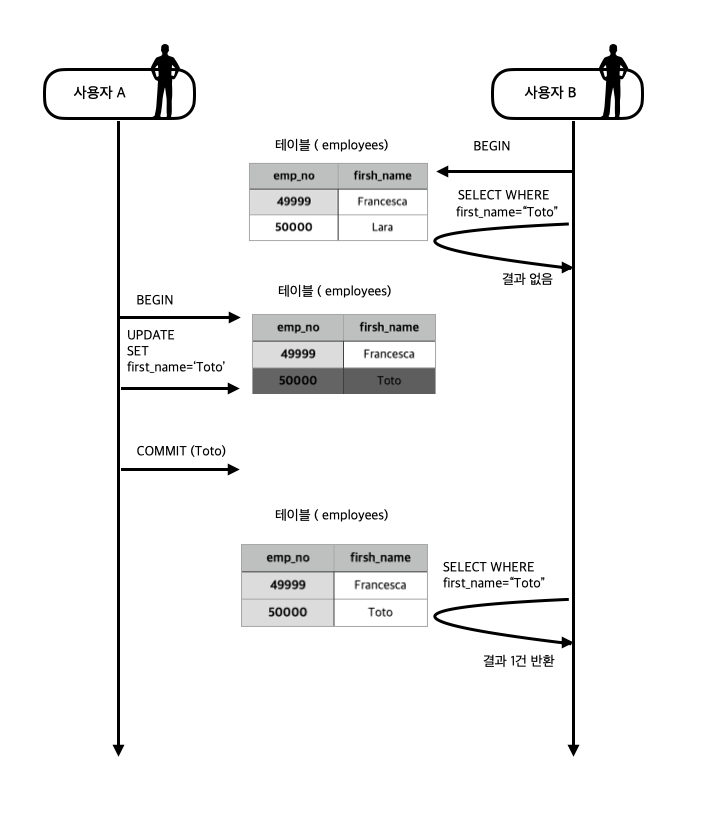 사용자 A
사용자 B
테이블 ( employees)
BEGIN
emp_no firsh_name
49999 Francesca
50000 Lara
SELECT WHERE
first_name=“Toto”
결과 없음
테이블 ( employees)
BEGIN
emp_no firsh_name
49999 Francesca
50000 Toto
UPDATE
SET
first_name=‘Toto’
COMMIT (Toto)
테이블 ( employees)
emp_no firsh_name
49999 Francesca
50000 Toto
SELECT WHERE
first_name=“Toto”
결과 1건 반환